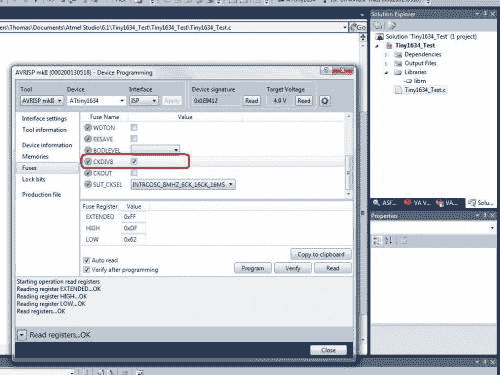 \Users\Thomas\Documents\Atmel Studio\6.1\Tiny1634_Test\Tiny1634_Test\Tiny1634_Test.c
Go
Solution Explorer
Solution 'Tiny1634_Test' (1 project)
Tiny1634_Test
Dependencies
Output Files
Libraries
libm
Tiny1634_Test.c
AVRISP mkII (000200130518) - Device Programming
Tool
Device
Interface
Device signature
Target Voltage
AVRISP mkII
ATtiny1634
ISP
Apply
0x1E9412
Read
4.9 V
Read
Interface settings
Tool information
Device information
Memories
Fuses
Lock bits
Production file
Fuse Name
Value
WDTON
EESAVE
BODLEVEL
CKDIV8
CKOUT
SUT_CKSEL
INTRCOSC_8MHZ_6CK_16CK_16MS
Fuse Register
Value
EXTENDED
0xFF
HIGH
0xDF
LOW
0x62
Copy to clipboard
Auto read
Verify after programming
Program
Verify
Read
Starting operation read registers
Reading register EXTENDED...OK
Reading register HIGH...OK
Reading register LOW...OK
Read registers...OK
Read registers...OK
Close
ASF...
VA V...
VA ...
Solu...
Properties